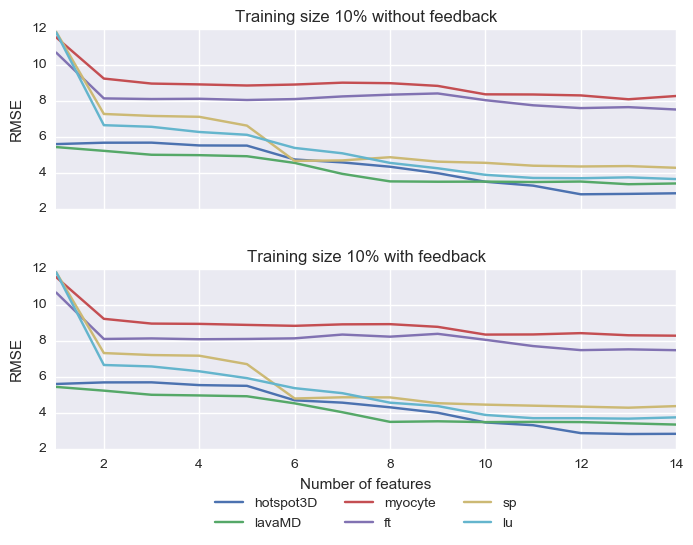 Training size 10% without feedback
12
10
8
6
4
2
RMSE
Training size 10% with feedback
12
10
8
6
4
2
RMSE
2 4 6 8 10 12 14
Number of features
hotspot3D myocyte sp
lavaMD ft lu